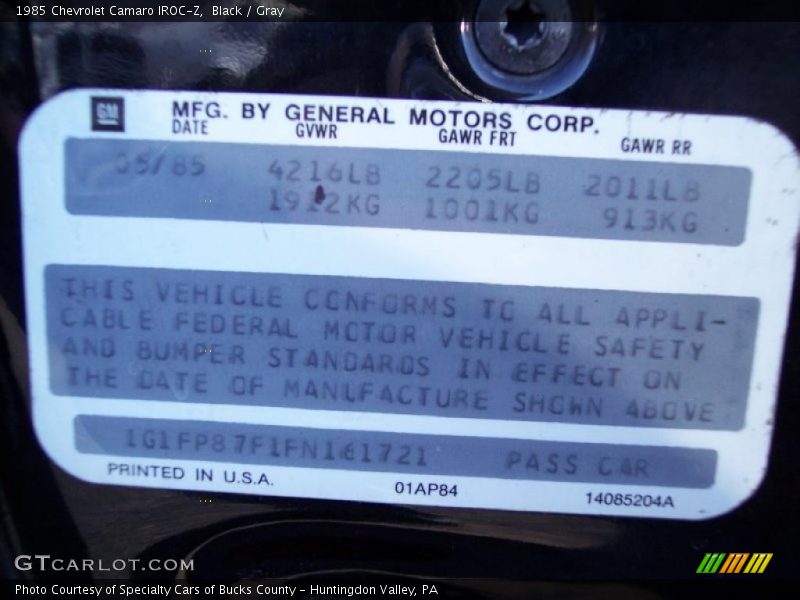 1985 Chevrolet Camaro IROC-Z, Black / Gray
GM
MFG. BY GENERAL MOTORS CORP.
DATE GVWR GAWR FRT GAWR RR
05/85 4216LB 2205LB 2011LB
1912KG 1001KG 913KG
THIS VEHICLE CONFORMS TO ALL APPLI-
CABLE FEDERAL MOTOR VEHICLE SAFETY
AND BUMPER STANDARDS IN EFFECT ON
THE DATE OF MANUFACTURE SHOWN ABOVE
1G1FP87F1FN161721 PASS CAR
PRINTED IN U.S.A. 01AP84 14085204A
GTCARLOT.COM
Photo Courtesy of Specialty Cars of Bucks County - Huntingdon Valley, PA